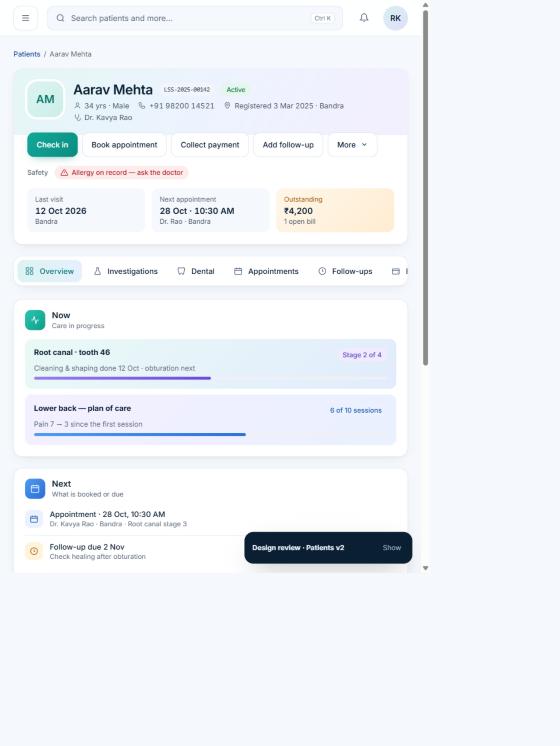 Search patients and more...
Ctrl K
RK
Patients / Aarav Mehta
AM
Aarav Mehta
LSS-2025-00142
Active
34 yrs · Male
+91 98200 14521
Registered 3 Mar 2025 · Bandra
Dr. Kavya Rao
Check in
Book appointment
Collect payment
Add follow-up
More
Safety
Allergy on record — ask the doctor
Last visit
12 Oct 2026
Bandra
Next appointment
28 Oct · 10:30 AM
Dr. Rao · Bandra
Outstanding
₹4,200
1 open bill
Overview
Investigations
Dental
Appointments
Follow-ups
Now
Care in progress
Root canal · tooth 46
Stage 2 of 4
Cleaning & shaping done 12 Oct · obturation next
Lower back — plan of care
6 of 10 sessions
Pain 7 → 3 since the first session
Next
What is booked or due
Appointment · 28 Oct, 10:30 AM
Dr. Kavya Rao · Bandra · Root canal stage 3
Follow-up due 2 Nov
Check healing after obturation
Design review · Patients v2
Show